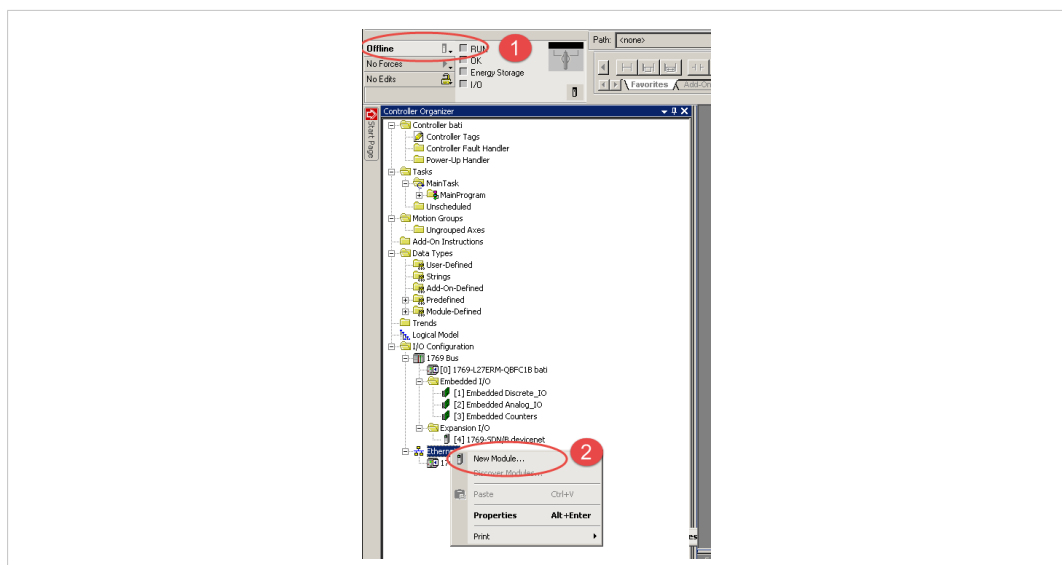 Path: <none>
Offline
RUN
1
No Forces
OK
No Edits
Energy Storage
I/O
Favorites
Add-On
Start Page
Controller Organizer
Controller bati
Controller Tags
Controller Fault Handler
Power-Up Handler
Tasks
MainTask
MainProgram
Unscheduled
Motion Groups
Ungrouped Axes
Add-On Instructions
Data Types
User-Defined
Strings
Add-On-Defined
Predefined
Module-Defined
Trends
Logical Model
I/O Configuration
1769 Bus
[0] 1769-L27ERM-QBFC1B bati
Embedded I/O
[1] Embedded Discrete_IO
[2] Embedded Analog_IO
[3] Embedded Counters
Expansion I/O
[4] 1769-SDN/B devicenet
Ethern
New Module...
2
17
Discover Modules...
Paste Ctrl+V
Properties Alt+Enter
Print
es